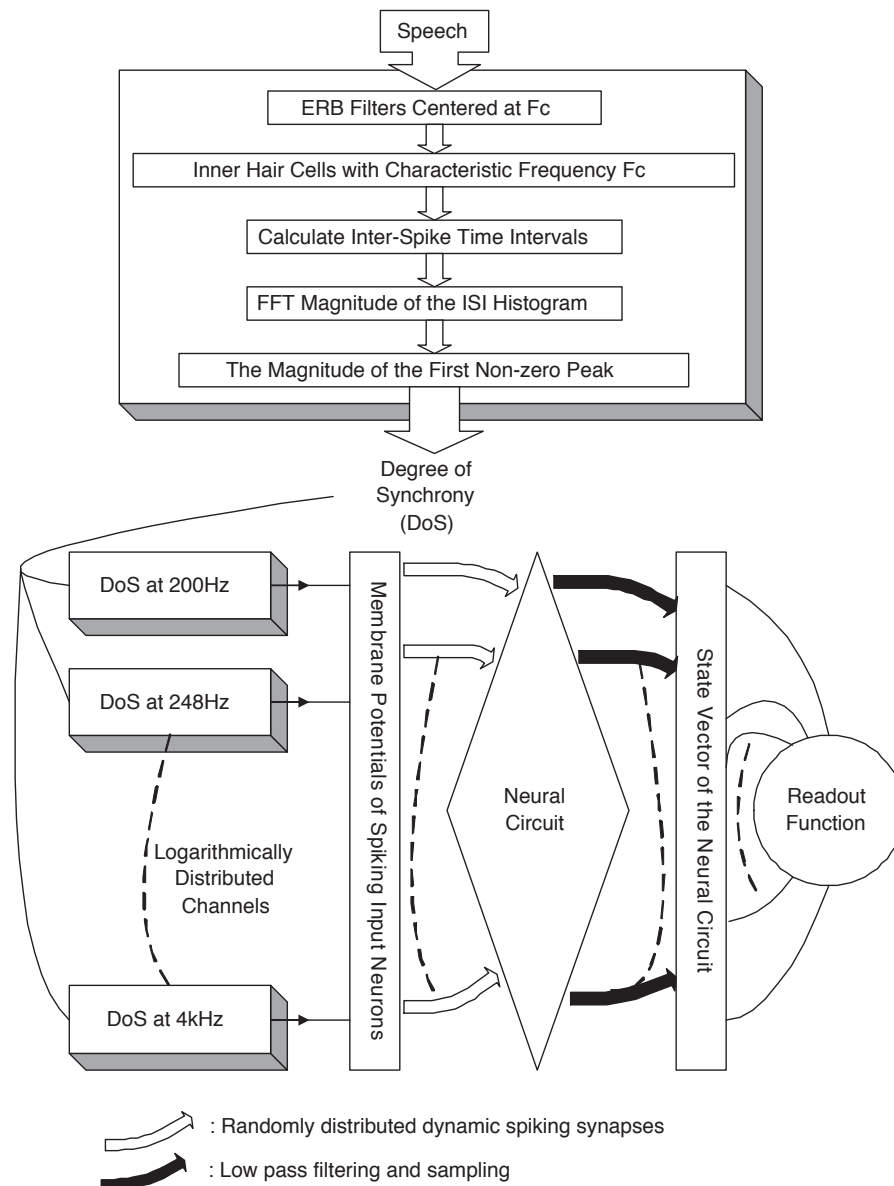 Speech
ERB Filters Centered at Fc
Inner Hair Cells with Characteristic Frequency Fc
Calculate Inter-Spike Time Intervals
FFT Magnitude of the ISI Histogram
The Magnitude of the First Non-zero Peak
Degree of
Synchrony
(DoS)
DoS at 200Hz
DoS at 248Hz
Logarithmically
Distributed
Channels
DoS at 4kHz
Membrane Potentials of Spiking Input Neurons
Neural
Circuit
State Vector of the Neural Circuit
Readout
Function
: Randomly distributed dynamic spiking synapses
: Low pass filtering and sampling